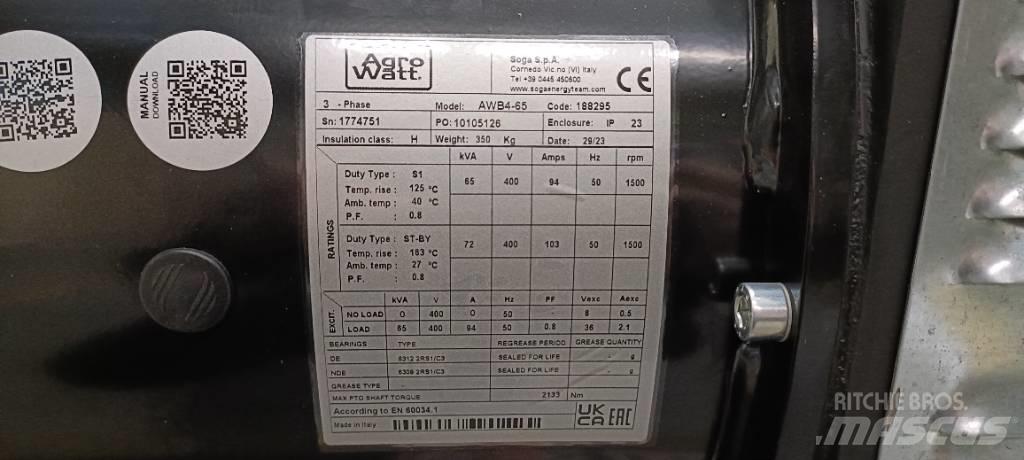 MANUAL
DOWNLOAD
Agro
Watt.
Soga S.p.A.
Cornedo Vic.no (VI) Italy
Tel +39 0445 450500
www.sogaenergyteam.com
CE
3 - Phase Model: AWB4-65 Code: 188295
Sn: 1774751 PO: 10105126 Enclosure: IP 23
Insulation class: H Weight: 350 Kg Date: 29/23
kVA V Amps Hz rpm
RATINGS
Duty Type : S1 65 400 94 50 1500
Temp. rise : 125 °C
Amb. temp : 40 °C
P.F. : 0.8
Duty Type : ST-BY 72 400 103 50 1500
Temp. rise : 163 °C
Amb. temp : 27 °C
P.F. : 0.8
EXCIT.
kVA V A Hz PF Vexc Aexc
NO LOAD 0 400 0 50 - 8 0.5
LOAD 65 400 94 50 0.8 36 2.1
BEARINGS TYPE REGREASE PERIOD GREASE QUANTITY
DE 6312 2RS1/C3 SEALED FOR LIFE - g
NDE 6309 2RS1/C3 SEALED FOR LIFE - g
GREASE TYPE -
MAX PTO SHAFT TORQUE 2133 Nm
According to EN 60034.1
Made in Italy
UK
CA EAC
RITCHIE BROS.
MASCUS